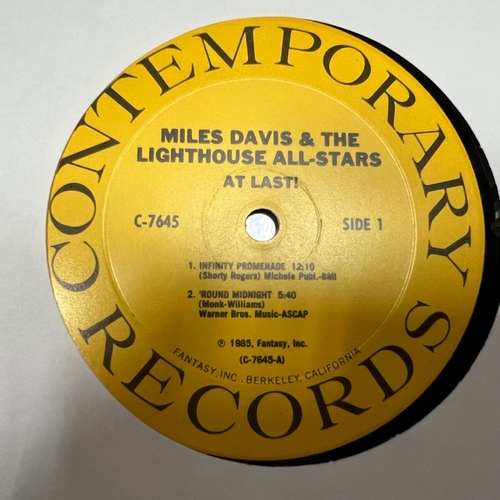 CONTEMPORARY
MILES DAVIS & THE
LIGHTHOUSE ALL-STARS
AT LAST!
C-7645
SIDE 1
1. INFINITY PROMENADE 12:10
(Shorty Rogers) Michele Publ.-BMI
2. 'ROUND MIDNIGHT 5:40
(Monk-Williams)
Warner Bros. Music-ASCAP
℗ 1985, Fantasy, Inc.
(C-7645-A)
FANTASY, INC., BERKELEY, CALIFORNIA
RECORDS